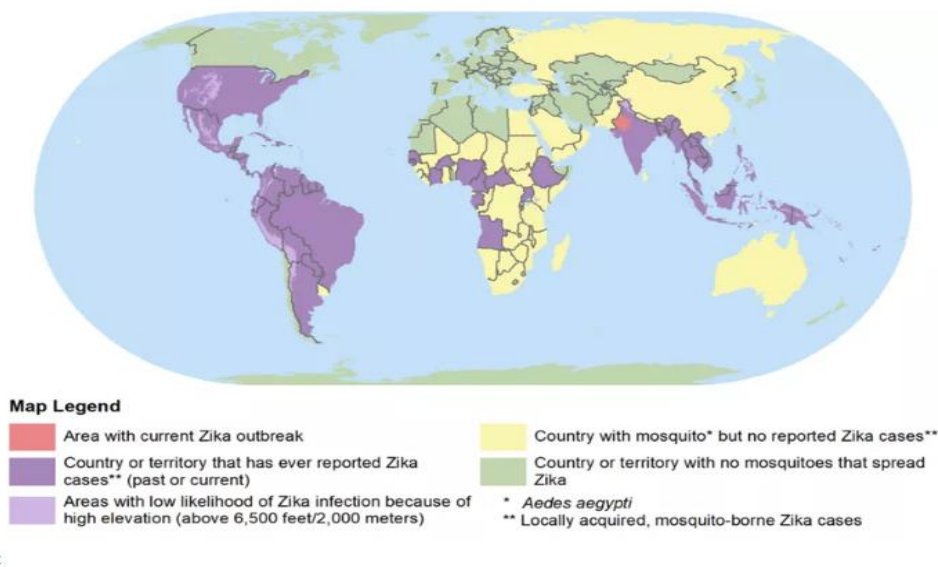 Map Legend
Area with current Zika outbreak
Country or territory that has ever reported Zika
cases** (past or current)
Areas with low likelihood of Zika infection because of
high elevation (above 6,500 feet/2,000 meters)
Country with mosquito* but no reported Zika cases**
Country or territory with no mosquitoes that spread
Zika
* Aedes aegypti
** Locally acquired, mosquito-borne Zika cases